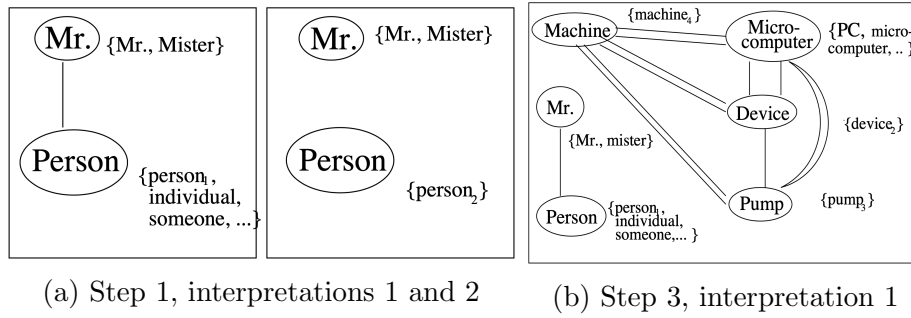 Mr.
{Mr., Mister}
Person
{person₁,
individual,
someone, ...}
Mr.
{Mr., Mister}
Person
{person₂}
Machine
{machine₄}
Micro-
computer
{PC, micro-
computer, .. }
Mr.
Device
{Mr., mister}
{device₂}
Person
{person₁,
individual,
someone,... }
Pump
{pump₃}
(a) Step 1, interpretations 1 and 2
(b) Step 3, interpretation 1